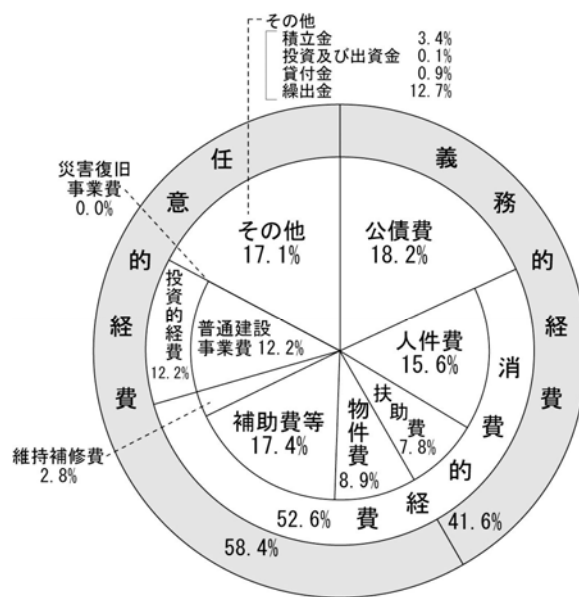 その他
積立金 3.4%
投資及び出資金 0.1%
貸付金 0.9%
繰出金 12.7%
災害復旧
事業費
0.0%
任意的経費
58.4%
義務的経費
41.6%
その他
17.1%
公債費
18.2%
投資的経費
12.2%
普通建設
事業費 12.2%
人件費
15.6%
消費的経費
52.6%
扶助費
7.8%
物件費
8.9%
補助費等
17.4%
維持補修費
2.8%